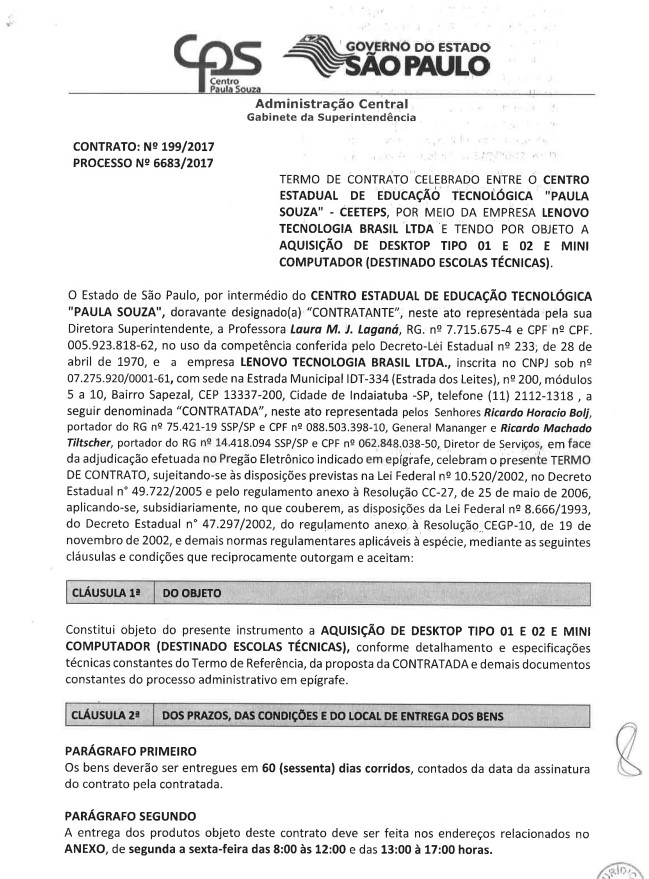 CPS
Centro
Paula Souza
GOVERNO DO ESTADO
SÃO PAULO
Administração Central
Gabinete da Superintendência
CONTRATO: Nº 199/2017
PROCESSO Nº 6683/2017
TERMO DE CONTRATO CELEBRADO ENTRE O CENTRO
ESTADUAL DE EDUCAÇÃO TECNOLÓGICA "PAULA
SOUZA" - CEETEPS, POR MEIO DA EMPRESA LENOVO
TECNOLOGIA BRASIL LTDA E TENDO POR OBJETO A
AQUISIÇÃO DE DESKTOP TIPO 01 E 02 E MINI
COMPUTADOR (DESTINADO ESCOLAS TÉCNICAS).
O Estado de São Paulo, por intermédio do CENTRO ESTADUAL DE EDUCAÇÃO TECNOLÓGICA
"PAULA SOUZA", doravante designado(a) “CONTRATANTE”, neste ato representada pela sua
Diretora Superintendente, a Professora Laura M. J. Laganá, RG. nº 7.715.675-4 e CPF nº CPF.
005.923.818-62, no uso da competência conferida pelo Decreto-Lei Estadual nº 233, de 28 de
abril de 1970, e a empresa LENOVO TECNOLOGIA BRASIL LTDA., inscrita no CNPJ sob nº
07.275.920/0001-61, com sede na Estrada Municipal IDT-334 (Estrada dos Leites), nº 200, módulos
5 a 10, Bairro Sapezal, CEP 13337-200, Cidade de Indaiatuba -SP, telefone (11) 2112-1318 , a
seguir denominada “CONTRATADA”, neste ato representada pelos Senhores Ricardo Horacio Bolj,
portador do RG nº 75.421-19 SSP/SP e CPF nº 088.503.398-10, General Mananger e Ricardo Machado
Tiltscher, portador do RG nº 14.418.094 SSP/SP e CPF nº 062.848.038-50, Diretor de Serviços, em face
da adjudicação efetuada no Pregão Eletrônico indicado em epígrafe, celebram o presente TERMO
DE CONTRATO, sujeitando-se às disposições previstas na Lei Federal nº 10.520/2002, no Decreto
Estadual n° 49.722/2005 e pelo regulamento anexo à Resolução CC-27, de 25 de maio de 2006,
aplicando-se, subsidiariamente, no que couberem, as disposições da Lei Federal nº 8.666/1993,
do Decreto Estadual n° 47.297/2002, do regulamento anexo à Resolução CEGP-10, de 19 de
novembro de 2002, e demais normas regulamentares aplicáveis à espécie, mediante as seguintes
cláusulas e condições que reciprocamente outorgam e aceitam:
CLÁUSULA 1ª DO OBJETO
Constitui objeto do presente instrumento a AQUISIÇÃO DE DESKTOP TIPO 01 E 02 E MINI
COMPUTADOR (DESTINADO ESCOLAS TÉCNICAS), conforme detalhamento e especificações
técnicas constantes do Termo de Referência, da proposta da CONTRATADA e demais documentos
constantes do processo administrativo em epígrafe.
CLÁUSULA 2ª DOS PRAZOS, DAS CONDIÇÕES E DO LOCAL DE ENTREGA DOS BENS
PARÁGRAFO PRIMEIRO
Os bens deverão ser entregues em 60 (sessenta) dias corridos, contados da data da assinatura
do contrato pela contratada.
PARÁGRAFO SEGUNDO
A entrega dos produtos objeto deste contrato deve ser feita nos endereços relacionados no
ANEXO, de segunda a sexta-feira das 8:00 às 12:00 e das 13:00 à 17:00 horas.